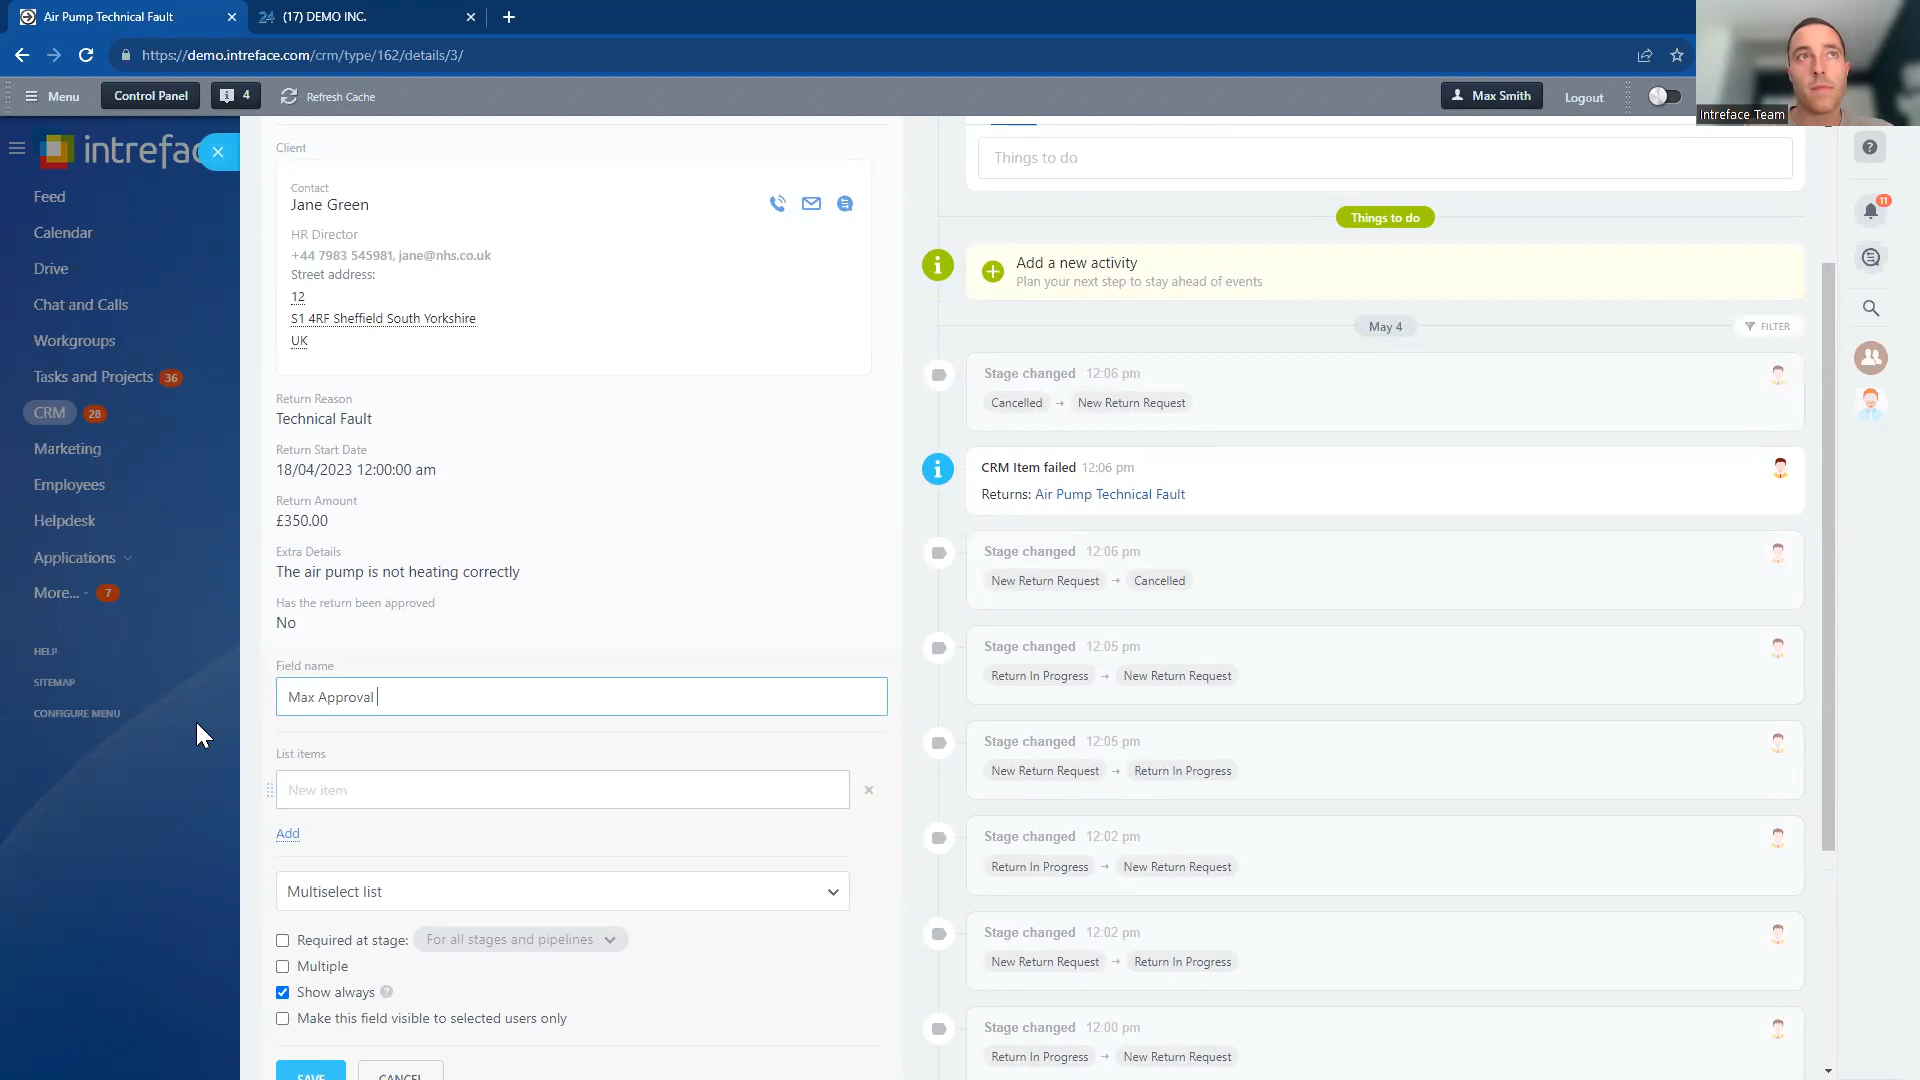 Air Pump Technical Fault
24 (17) DEMO INC.
https://demo.intreface.com/crm/type/162/details/3/
Menu
Control Panel
4
Refresh Cache
Max Smith
Logout
Intreface Team
intreface
Feed
Calendar
Drive
Chat and Calls
Workgroups
Tasks and Projects 36
CRM 28
Marketing
Employees
Helpdesk
Applications
More... 7
HELP
SITEMAP
CONFIGURE MENU
Client
Contact
Jane Green
HR Director
+44 7983 545981, jane@nhs.co.uk
Street address:
12
S1 4RF Sheffield South Yorkshire
UK
Return Reason
Technical Fault
Return Start Date
18/04/2023 12:00:00 am
Return Amount
£350.00
Extra Details
The air pump is not heating correctly
Has the return been approved
No
Field name
Max Approval
List items
New item
Add
Multiselect list
Required at stage: For all stages and pipelines
Multiple
Show always ?
Make this field visible to selected users only
SAVE
CANCEL
Things to do
Things to do
Add a new activity
Plan your next step to stay ahead of events
May 4
FILTER
Stage changed 12:06 pm
Cancelled → New Return Request
CRM Item failed 12:06 pm
Returns: Air Pump Technical Fault
Stage changed 12:06 pm
New Return Request → Cancelled
Stage changed 12:05 pm
Return In Progress → New Return Request
Stage changed 12:05 pm
New Return Request → Return In Progress
Stage changed 12:02 pm
Return In Progress → New Return Request
Stage changed 12:02 pm
New Return Request → Return In Progress
Stage changed 12:00 pm
Return In Progress → New Return Request
?
11